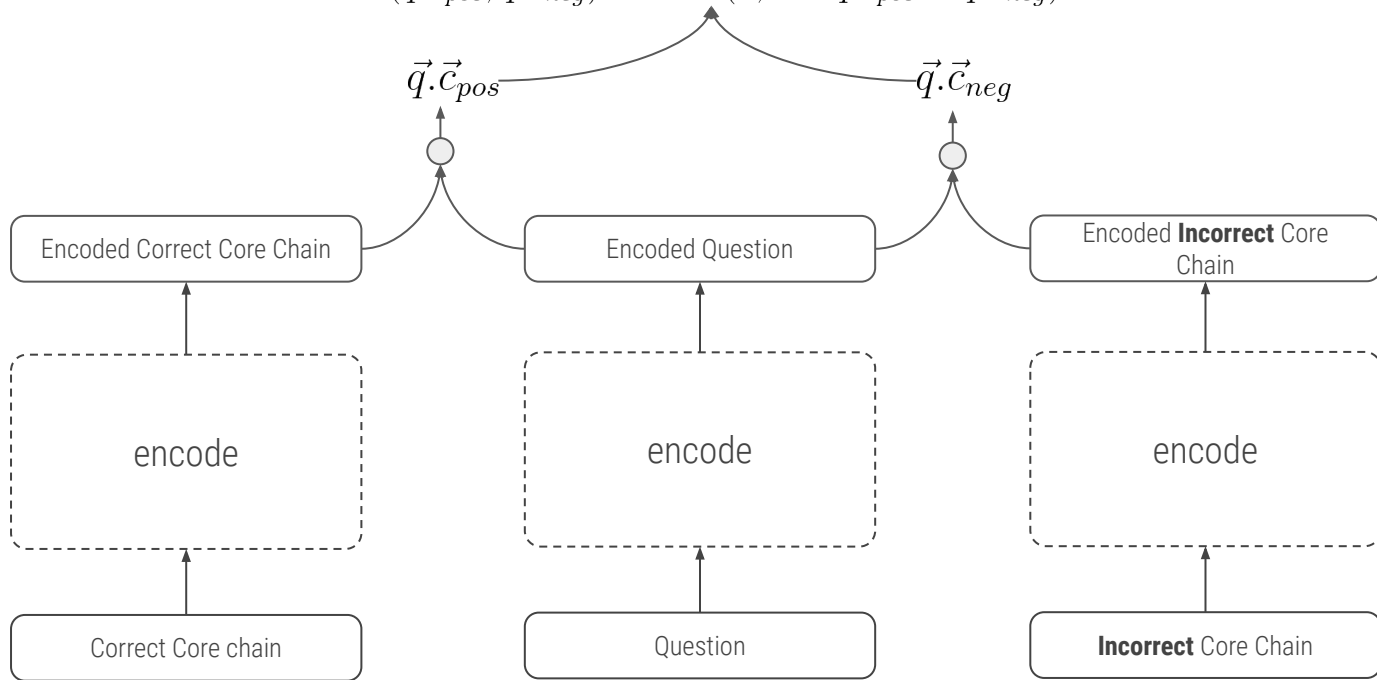 q⃗.c⃗pos
q⃗.c⃗neg
Encoded Correct Core Chain
Encoded Question
Encoded Incorrect Core
Chain
encode
encode
encode
Correct Core chain
Question
Incorrect Core Chain